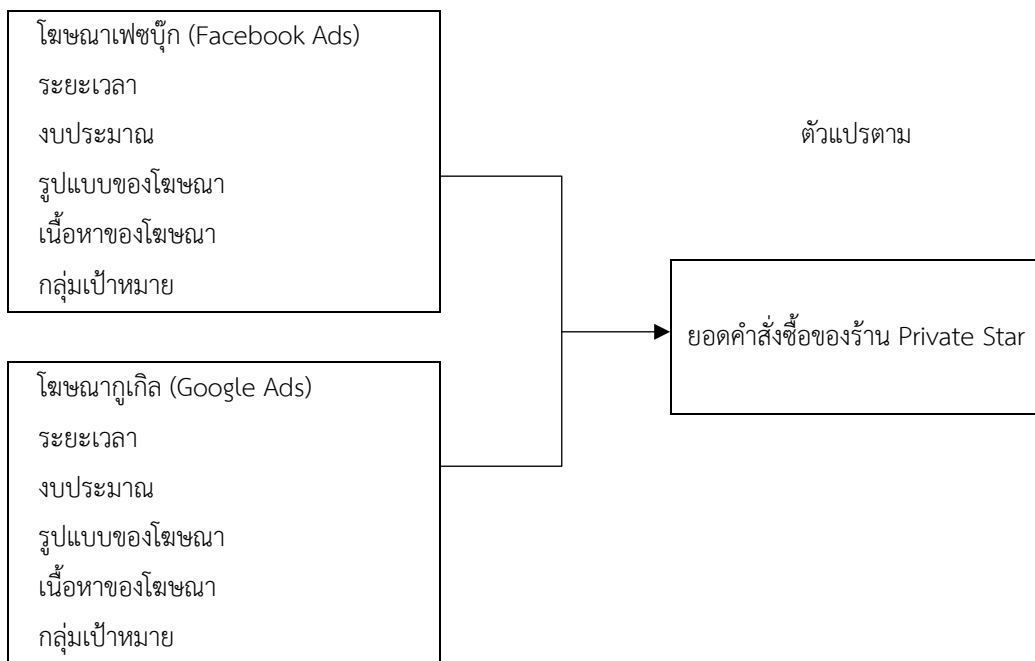 โฆษณาเฟซบุ๊ก (Facebook Ads)
ระยะเวลา
งบประมาณ
รูปแบบของโฆษณา
เนื้อหาของโฆษณา
กลุ่มเป้าหมาย
ตัวแปรตาม
ยอดคำสั่งซื้อของร้าน Private Star
โฆษณากูเกิล (Google Ads)
ระยะเวลา
งบประมาณ
รูปแบบของโฆษณา
เนื้อหาของโฆษณา
กลุ่มเป้าหมาย